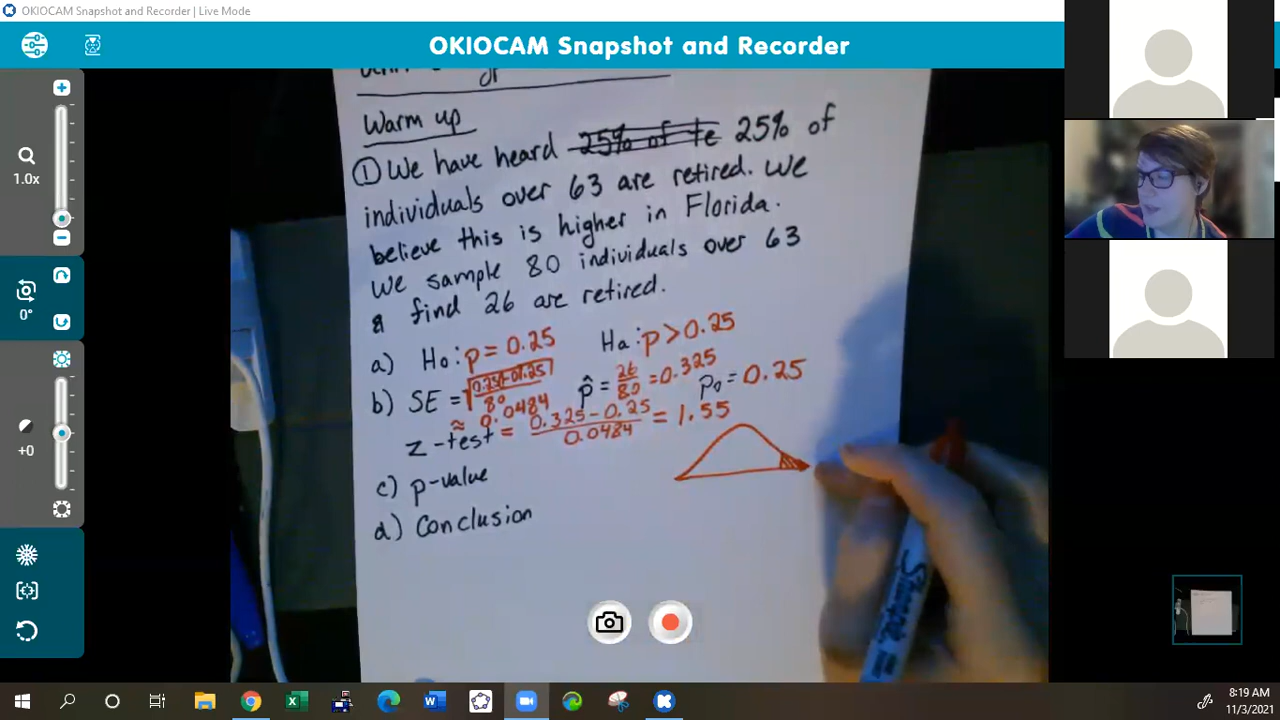 OKIOCAM Snapshot and Recorder | Live Mode
OKIOCAM Snapshot and Recorder
1.0x
0°
+0
Warm up
① We have heard 25% of te 25% of
individuals over 63 are retired. We
believe this is higher in Florida.
We sample 80 individuals over 63
& find 26 are retired.
a) Ho: p = 0.25 Ha: p > 0.25
b) SE = √0.25(1-0.25)/80 p̂ = 26/80 = 0.325 p₀ = 0.25
≈ 0.0484
z-test = 0.325-0.25/0.0484 = 1.55
c) p-value
d) Conclusion
Sharpie
8:19 AM
11/3/2021